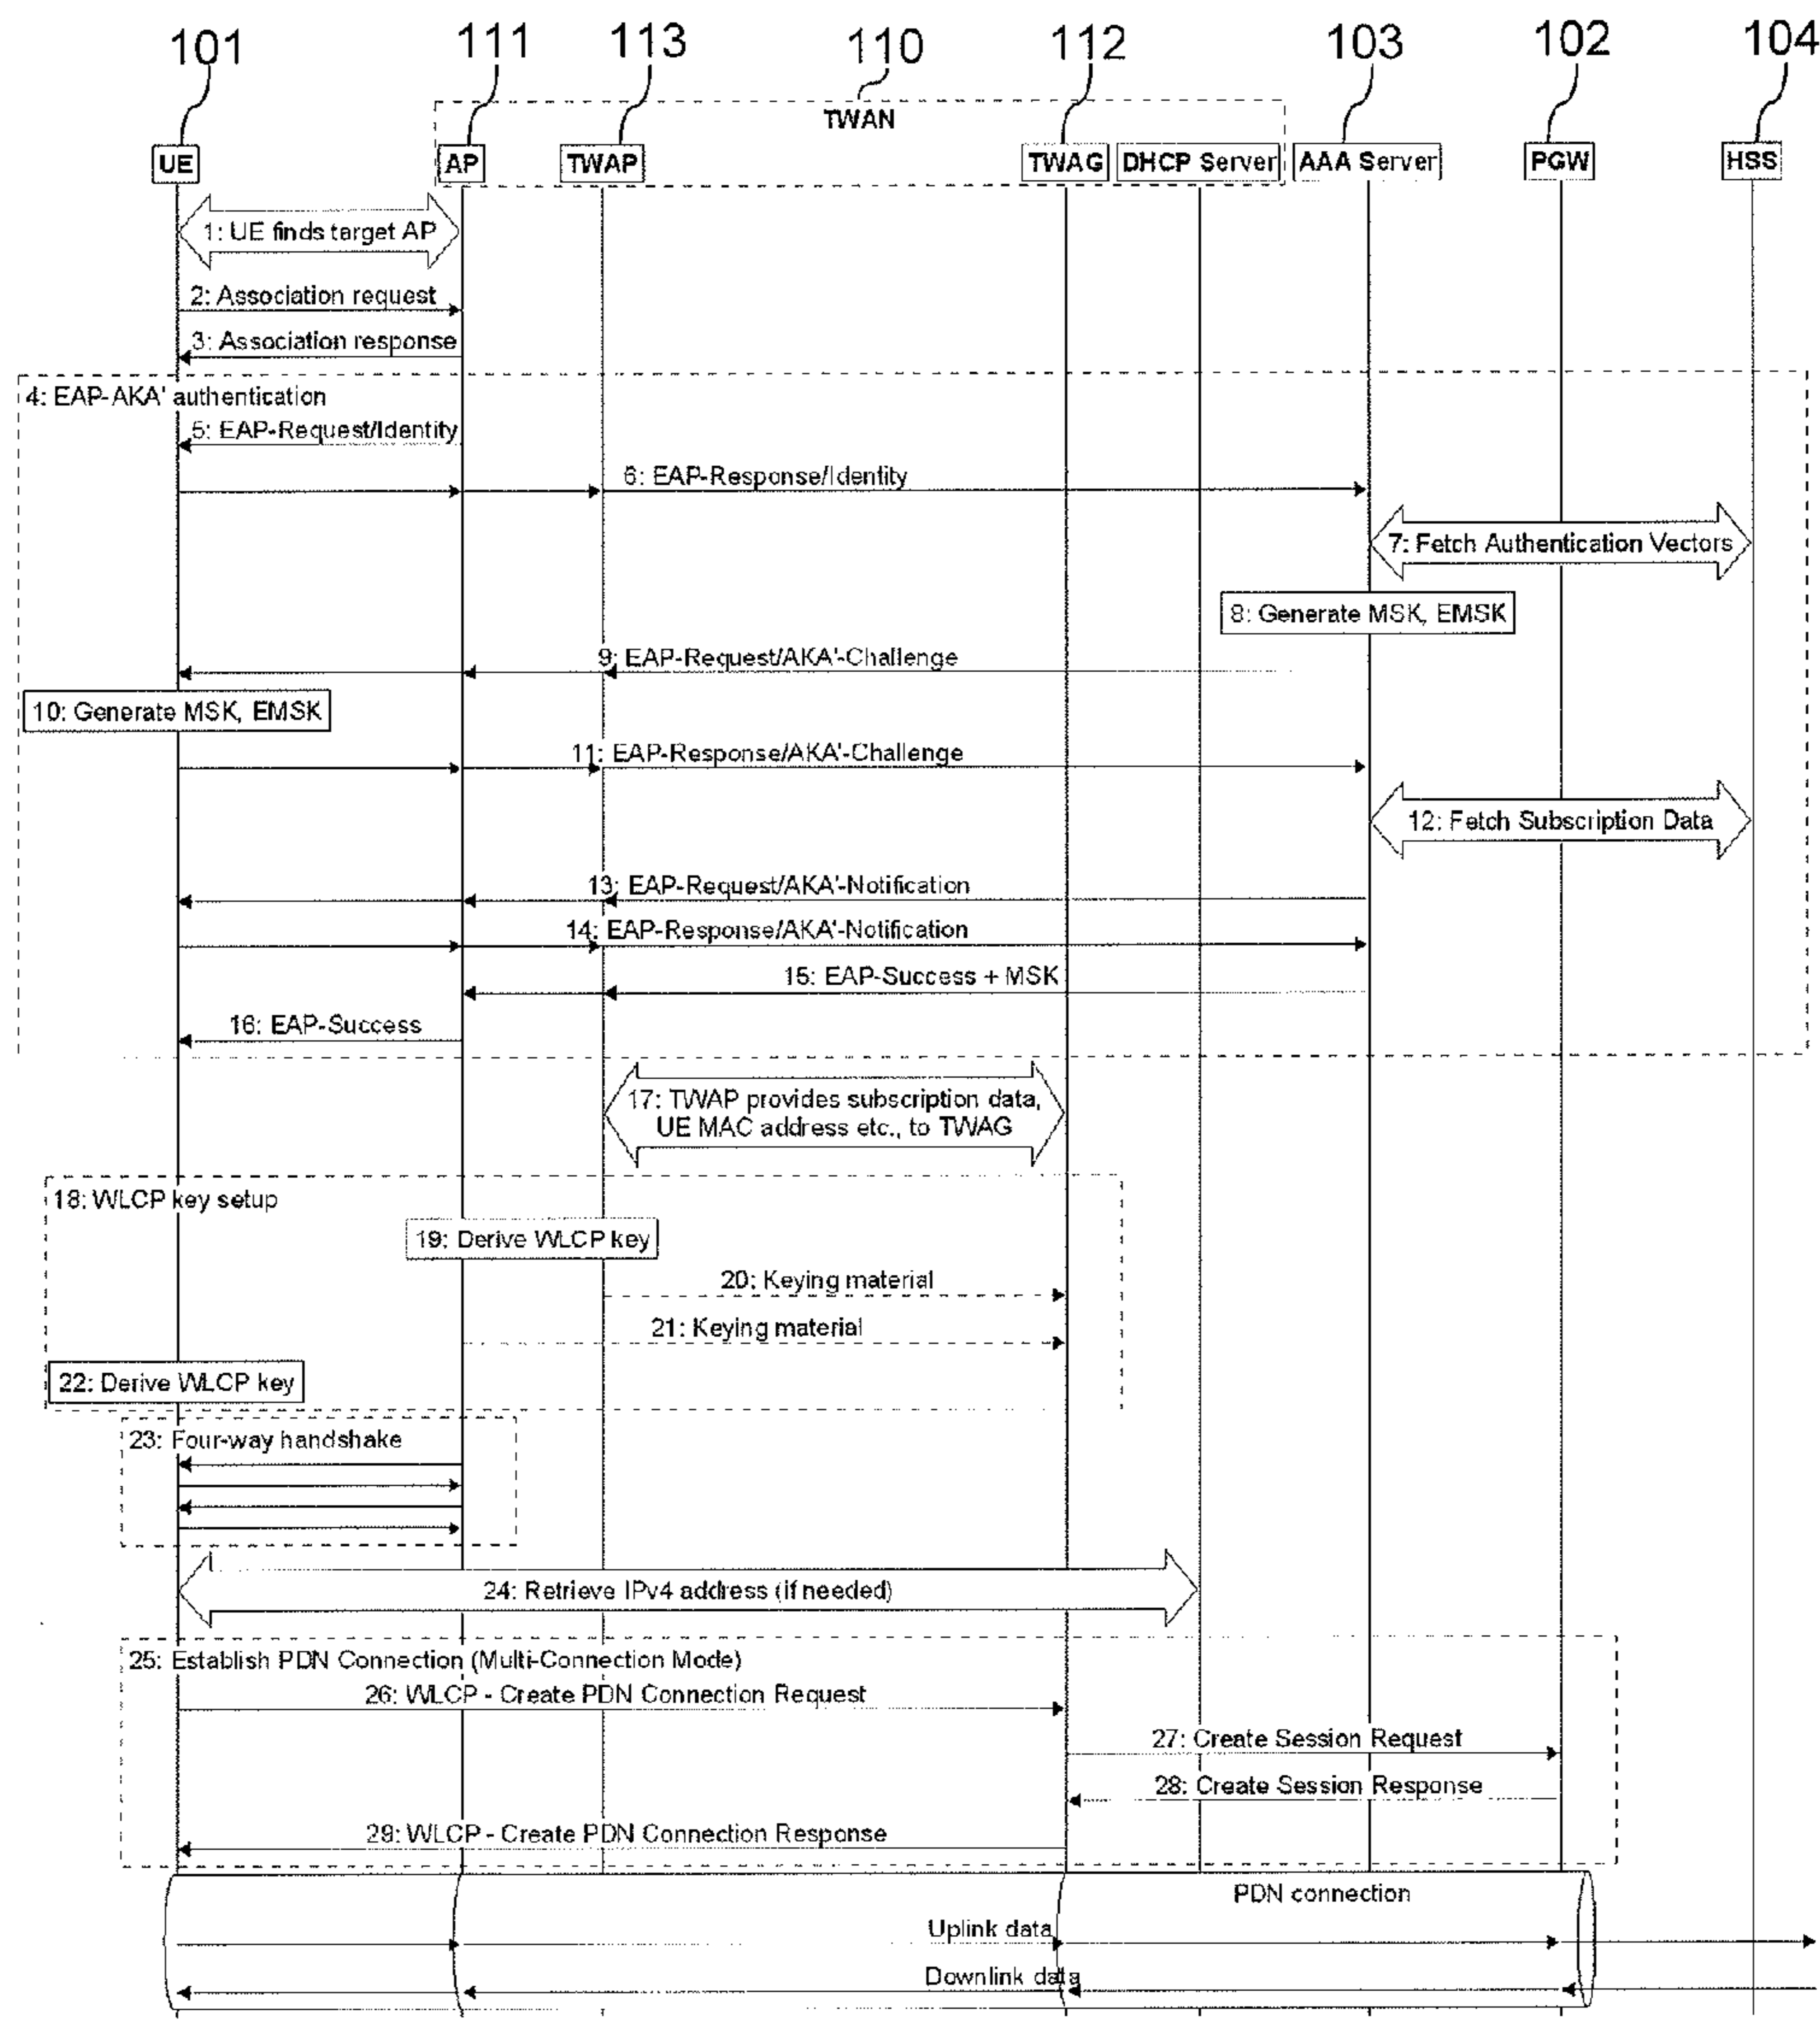 101 111 113 110 112 103 102 104
TWAN
UE AP TWAP TWAG DHCP Server AAA Server PGW HSS
1: UE finds target AP
2: Association request
3: Association response
4: EAP-AKA' authentication
5: EAP-Request/Identity
6: EAP-Response/Identity
7: Fetch Authentication Vectors
8: Generate MSK, EMSK
9: EAP-Request/AKA'-Challenge
10: Generate MSK, EMSK
11: EAP-Response/AKA'-Challenge
12: Fetch Subscription Data
13: EAP-Request/AKA'-Notification
14: EAP-Response/AKA'-Notification
15: EAP-Success + MSK
16: EAP-Success
17: TWAP provides subscription data,
UE MAC address etc., to TWAG
18: WLCP key setup
19: Derive WLCP key
20: Keying material
21: Keying material
22: Derive WLCP key
23: Four-way handshake
24: Retrieve IPv4 address (if needed)
25: Establish PDN Connection (Multi-Connection Mode)
26: WLCP - Create PDN Connection Request
27: Create Session Request
28: Create Session Response
29: WLCP - Create PDN Connection Response
PDN connection
Uplink data
Downlink data